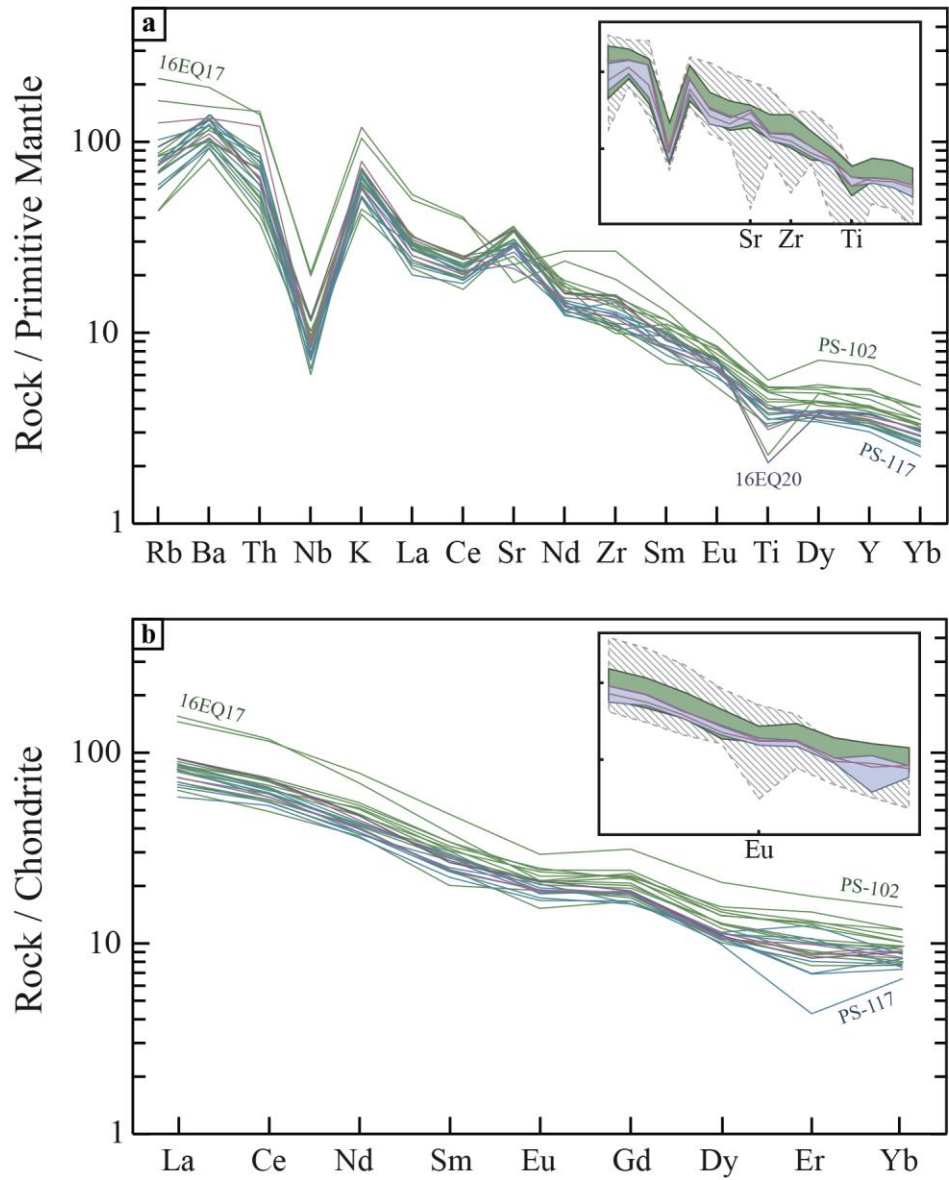 a
16EQ17
100
10
1
Rock / Primitive Mantle
Sr Zr Ti
PS-102
PS-117
16EQ20
Rb Ba Th Nb K La Ce Sr Nd Zr Sm Eu Ti Dy Y Yb
b
16EQ17
100
10
1
Rock / Chondrite
Eu
PS-102
PS-117
La Ce Nd Sm Eu Gd Dy Er Yb